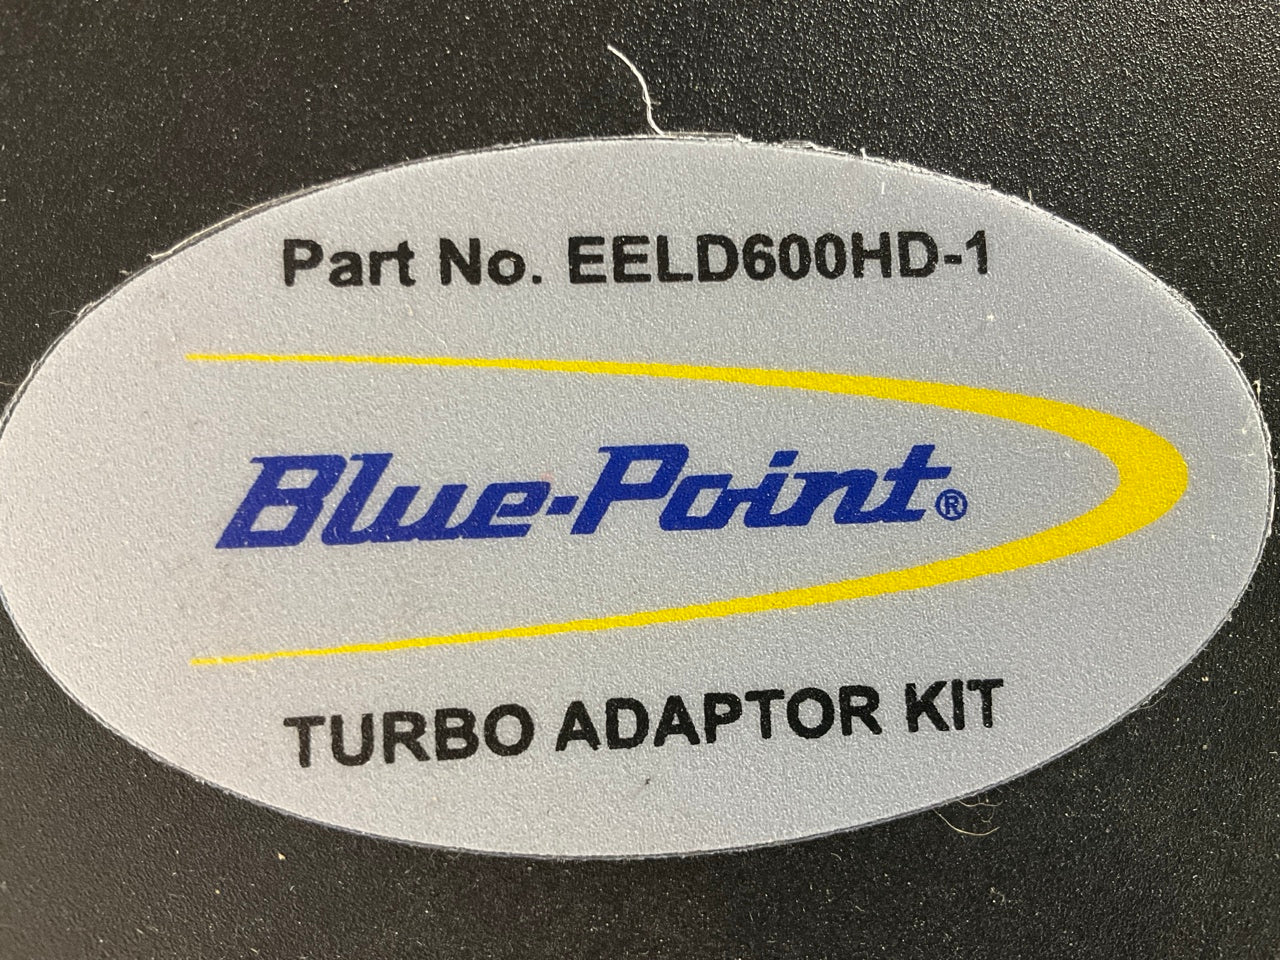 Part No. EELD600HD-1
Blue-Point®
TURBO ADAPTOR KIT